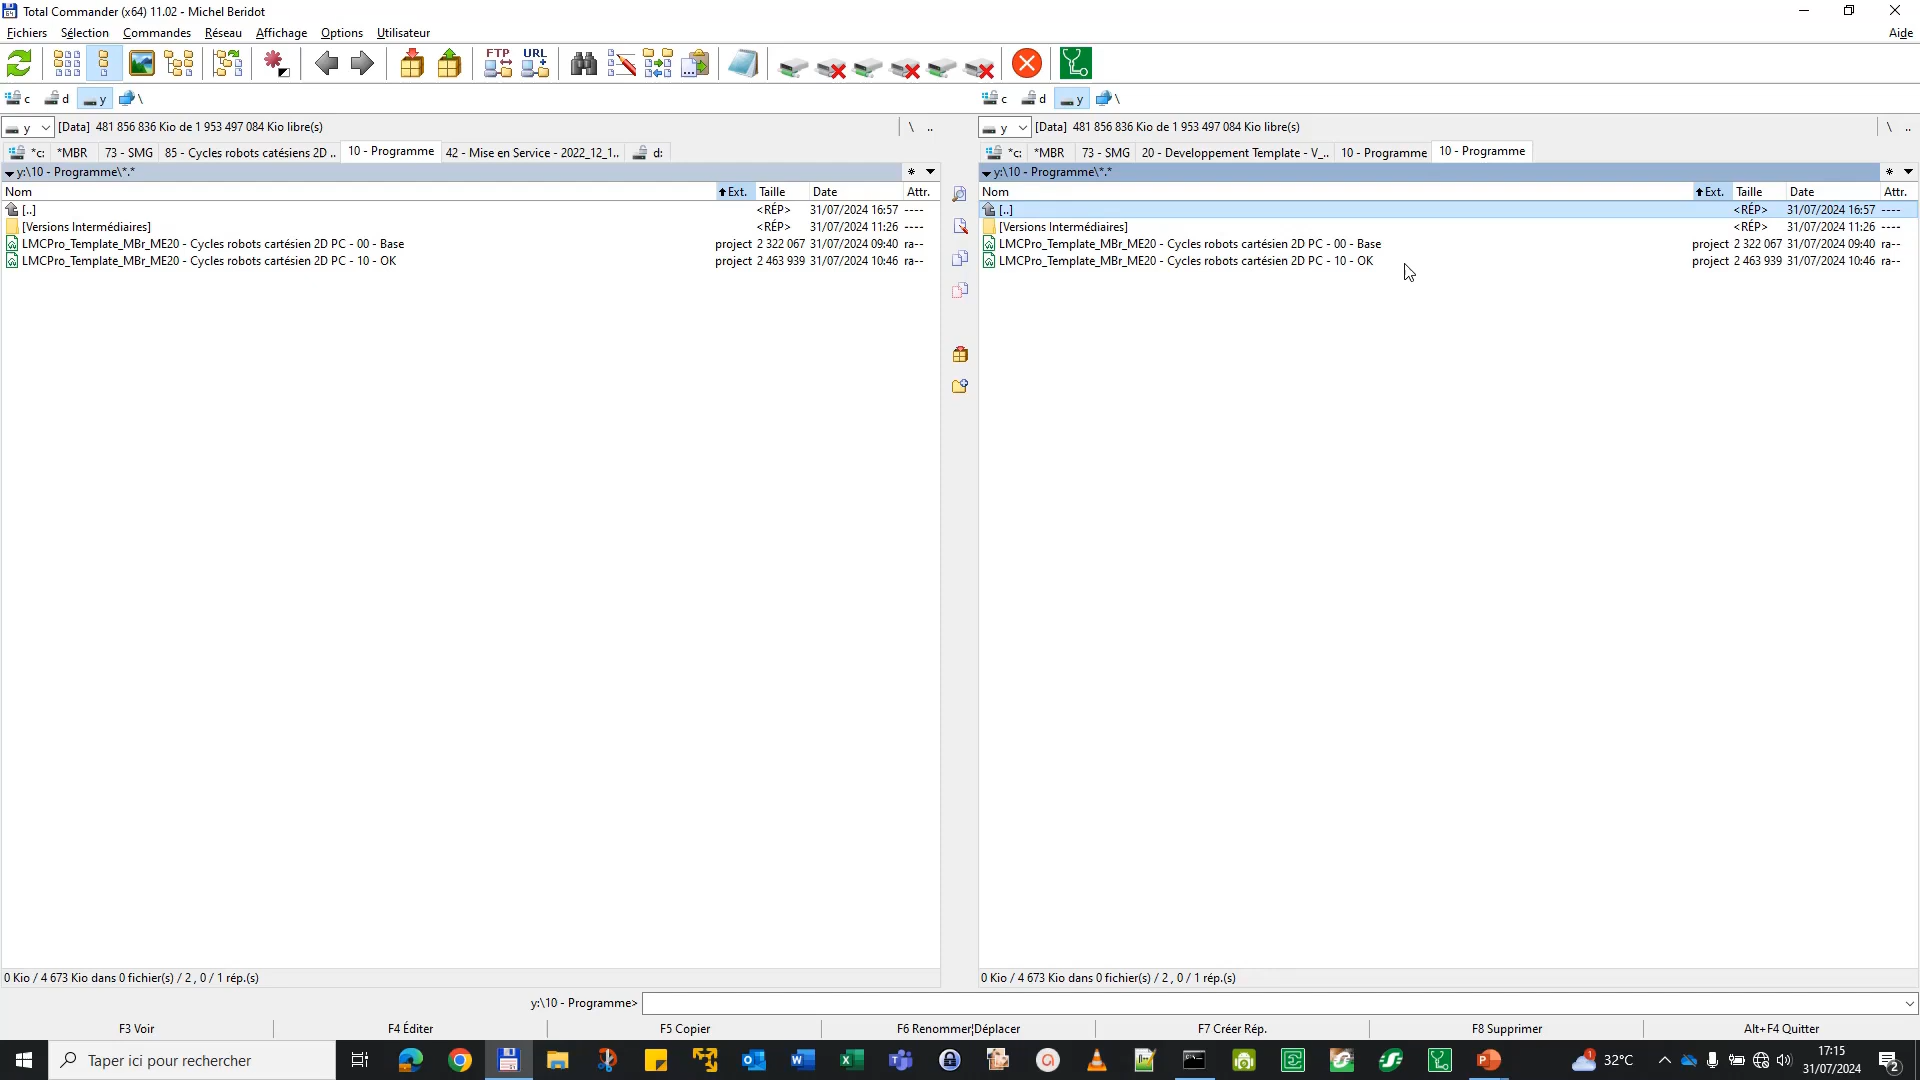 Total Commander (x64) 11.02 - Michel Beridot
Fichiers Sélection Commandes Réseau Affichage Options Utilisateur Aide
FTP URL
c d y \ c d y \
y [Data] 481 856 836 Kio de 1 953 497 084 Kio libre(s) \ .. y [Data] 481 856 836 Kio de 1 953 497 084 Kio libre(s) \ ..
*c: *MBR 73 - SMG 85 - Cycles robots catésiens 2D .. 10 - Programme 42 - Mise en Service - 2022_12_1.. d: *c: *MBR 73 - SMG 20 - Developpement Template - V_.. 10 - Programme 10 - Programme
y:\10 - Programme\*.* * y:\10 - Programme\*.* *
Nom Ext. Taille Date Attr. Nom Ext. Taille Date Attr.
[..] <RÉP> 31/07/2024 16:57 ---- [..] <RÉP> 31/07/2024 16:57 ----
[Versions Intermédiaires] <RÉP> 31/07/2024 11:26 ---- [Versions Intermédiaires] <RÉP> 31/07/2024 11:26 ----
LMCPro_Template_MBr_ME20 - Cycles robots cartésien 2D PC - 00 - Base project 2 322 067 31/07/2024 09:40 ra-- LMCPro_Template_MBr_ME20 - Cycles robots cartésien 2D PC - 00 - Base project 2 322 067 31/07/2024 09:40 ra--
LMCPro_Template_MBr_ME20 - Cycles robots cartésien 2D PC - 10 - OK project 2 463 939 31/07/2024 10:46 ra-- LMCPro_Template_MBr_ME20 - Cycles robots cartésien 2D PC - 10 - OK project 2 463 939 31/07/2024 10:46 ra--
0 Kio / 4 673 Kio dans 0 fichier(s) / 2 , 0 / 1 rép.(s) 0 Kio / 4 673 Kio dans 0 fichier(s) / 2 , 0 / 1 rép.(s)
y:\10 - Programme>
F3 Voir F4 Éditer F5 Copier F6 Renommer¦Déplacer F7 Créer Rép. F8 Supprimer Alt+F4 Quitter
Taper ici pour rechercher 32°C 17:15
31/07/2024 2